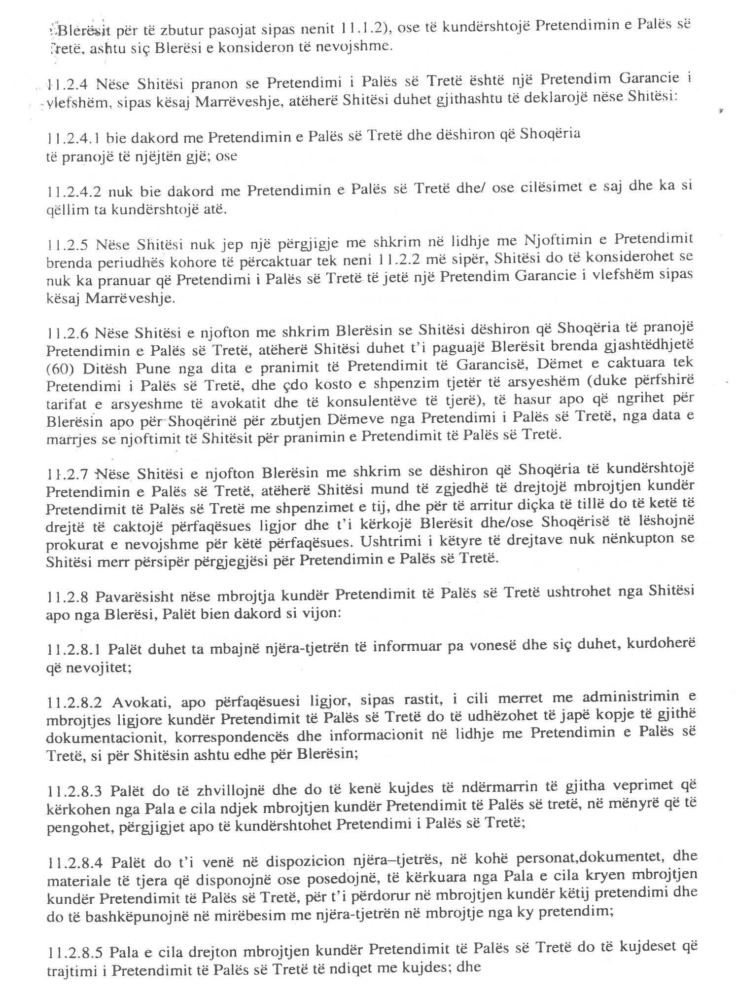 Blerësit për të zbutur pasojat sipas nenit 11.1.2), ose të kundërshtojë Pretendimin e Palës së
Tretë, ashtu siç Blerësi e konsideron të nevojshme.
11.2.4 Nëse Shitësi pranon se Pretendimi i Palës së Tretë është një Pretendim Garancie i
vlefshëm, sipas kësaj Marrëveshje, atëherë Shitësi duhet gjithashtu të deklarojë nëse Shitësi:
11.2.4.1 bie dakord me Pretendimin e Palës së Tretë dhe dëshiron që Shoqëria
të pranojë të njëjtën gjë; ose
11.2.4.2 nuk bie dakord me Pretendimin e Palës së Tretë dhe/ ose cilësimet e saj dhe ka si
qëllim ta kundërshtojë atë.
11.2.5 Nëse Shitësi nuk jep një përgjigje me shkrim në lidhje me Njoftimin e Pretendimit
brenda periudhës kohore të përcaktuar tek neni 11.2.2 më sipër, Shitësi do të konsiderohet se
nuk ka pranuar që Pretendimi i Palës së Tretë të jetë një Pretendim Garancie i vlefshëm sipas
kësaj Marrëveshje.
11.2.6 Nëse Shitësi e njofton me shkrim Blerësin se Shitësi dëshiron që Shoqëria të pranojë
Pretendimin e Palës së Tretë, atëherë Shitësi duhet t’i paguajë Blerësit brenda gjashtëdhjetë
(60) Ditësh Pune nga dita e pranimit të Pretendimit të Garancisë, Dëmet e caktuara tek
Pretendimi i Palës së Tretë, dhe çdo kosto e shpenzim tjetër të arsyeshëm (duke përfshirë
tarifat e arsyeshme të avokatit dhe të konsulentëve të tjerë), të hasur apo që ngrihet për
Blerësin apo për Shoqërinë për zbutjen Dëmeve nga Pretendimi i Palës së Tretë, nga data e
marrjes se njoftimit të Shitësit për pranimin e Pretendimit të Palës së Tretë.
11.2.7 Nëse Shitësi e njofton Blerësin me shkrim se dëshiron që Shoqëria të kundërshtojë
Pretendimin e Palës së Tretë, atëherë Shitësi mund të zgjedhë të drejtojë mbrojtjen kundër
Pretendimit të Palës së Tretë me shpenzimet e tij, dhe për të arritur diçka të tillë do të ketë të
drejtë të caktojë përfaqësues ligjor dhe t’i kërkojë Blerësit dhe/ose Shoqërisë të lëshojnë
prokurat e nevojshme për këtë përfaqësues. Ushtrimi i këtyre të drejtave nuk nënkupton se
Shitësi merr përsipër përgjegjësi për Pretendimin e Palës së Tretë.
11.2.8 Pavarësisht nëse mbrojtja kundër Pretendimit të Palës së Tretë ushtrohet nga Shitësi
apo nga Blerësi, Palët bien dakord si vijon:
11.2.8.1 Palët duhet ta mbajnë njëra-tjetrën të informuar pa vonesë dhe siç duhet, kurdoherë
që nevojitet;
11.2.8.2 Avokati, apo përfaqësuesi ligjor, sipas rastit, i cili merret me administrimin e
mbrojtjes ligjore kundër Pretendimit të Palës së Tretë do të udhëzohet të japë kopje të gjithë
dokumentacionit, korrespondencës dhe informacionit në lidhje me Pretendimin e Palës së
Tretë, si për Shitësin ashtu edhe për Blerësin;
11.2.8.3 Palët do të zhvillojnë dhe do të kenë kujdes të ndërmarrin të gjitha veprimet që
kërkohen nga Pala e cila ndjek mbrojtjen kundër Pretendimit të Palës së tretë, në mënyrë që të
pengohet, përgjigjet apo të kundërshtohet Pretendimi i Palës së Tretë;
11.2.8.4 Palët do t’i venë në dispozicion njëra–tjetrës, në kohë personat,dokumentet, dhe
materiale të tjera që disponojnë ose posedojnë, të kërkuara nga Pala e cila kryen mbrojtjen
kundër Pretendimit të Palës së Tretë, për t’i përdorur në mbrojtjen kundër këtij pretendimi dhe
do të bashkëpunojnë në mirëbesim me njëra-tjetrën në mbrojtje nga ky pretendim;
11.2.8.5 Pala e cila drejton mbrojtjen kundër Pretendimit të Palës së Tretë do të kujdeset që
trajtimi i Pretendimit të Palës së Tretë të ndiqet me kujdes; dhe